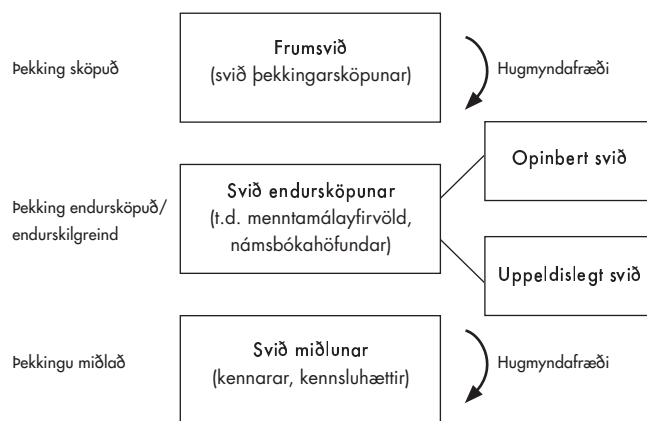 Þekking sköpuð
Frumsvið
(svið þekkingarsköpunar)
Hugmyndafræði
Þekking endursköpuð/
endurskilgreind
Svið endursköpunar
(t.d. menntamálayfirvöld,
námsbókahöfundar)
Opinbert svið
Uppeldislegt svið
Þekkingu miðlað
Svið miðlunar
(kennarar, kennsluhættir)
Hugmyndafræði